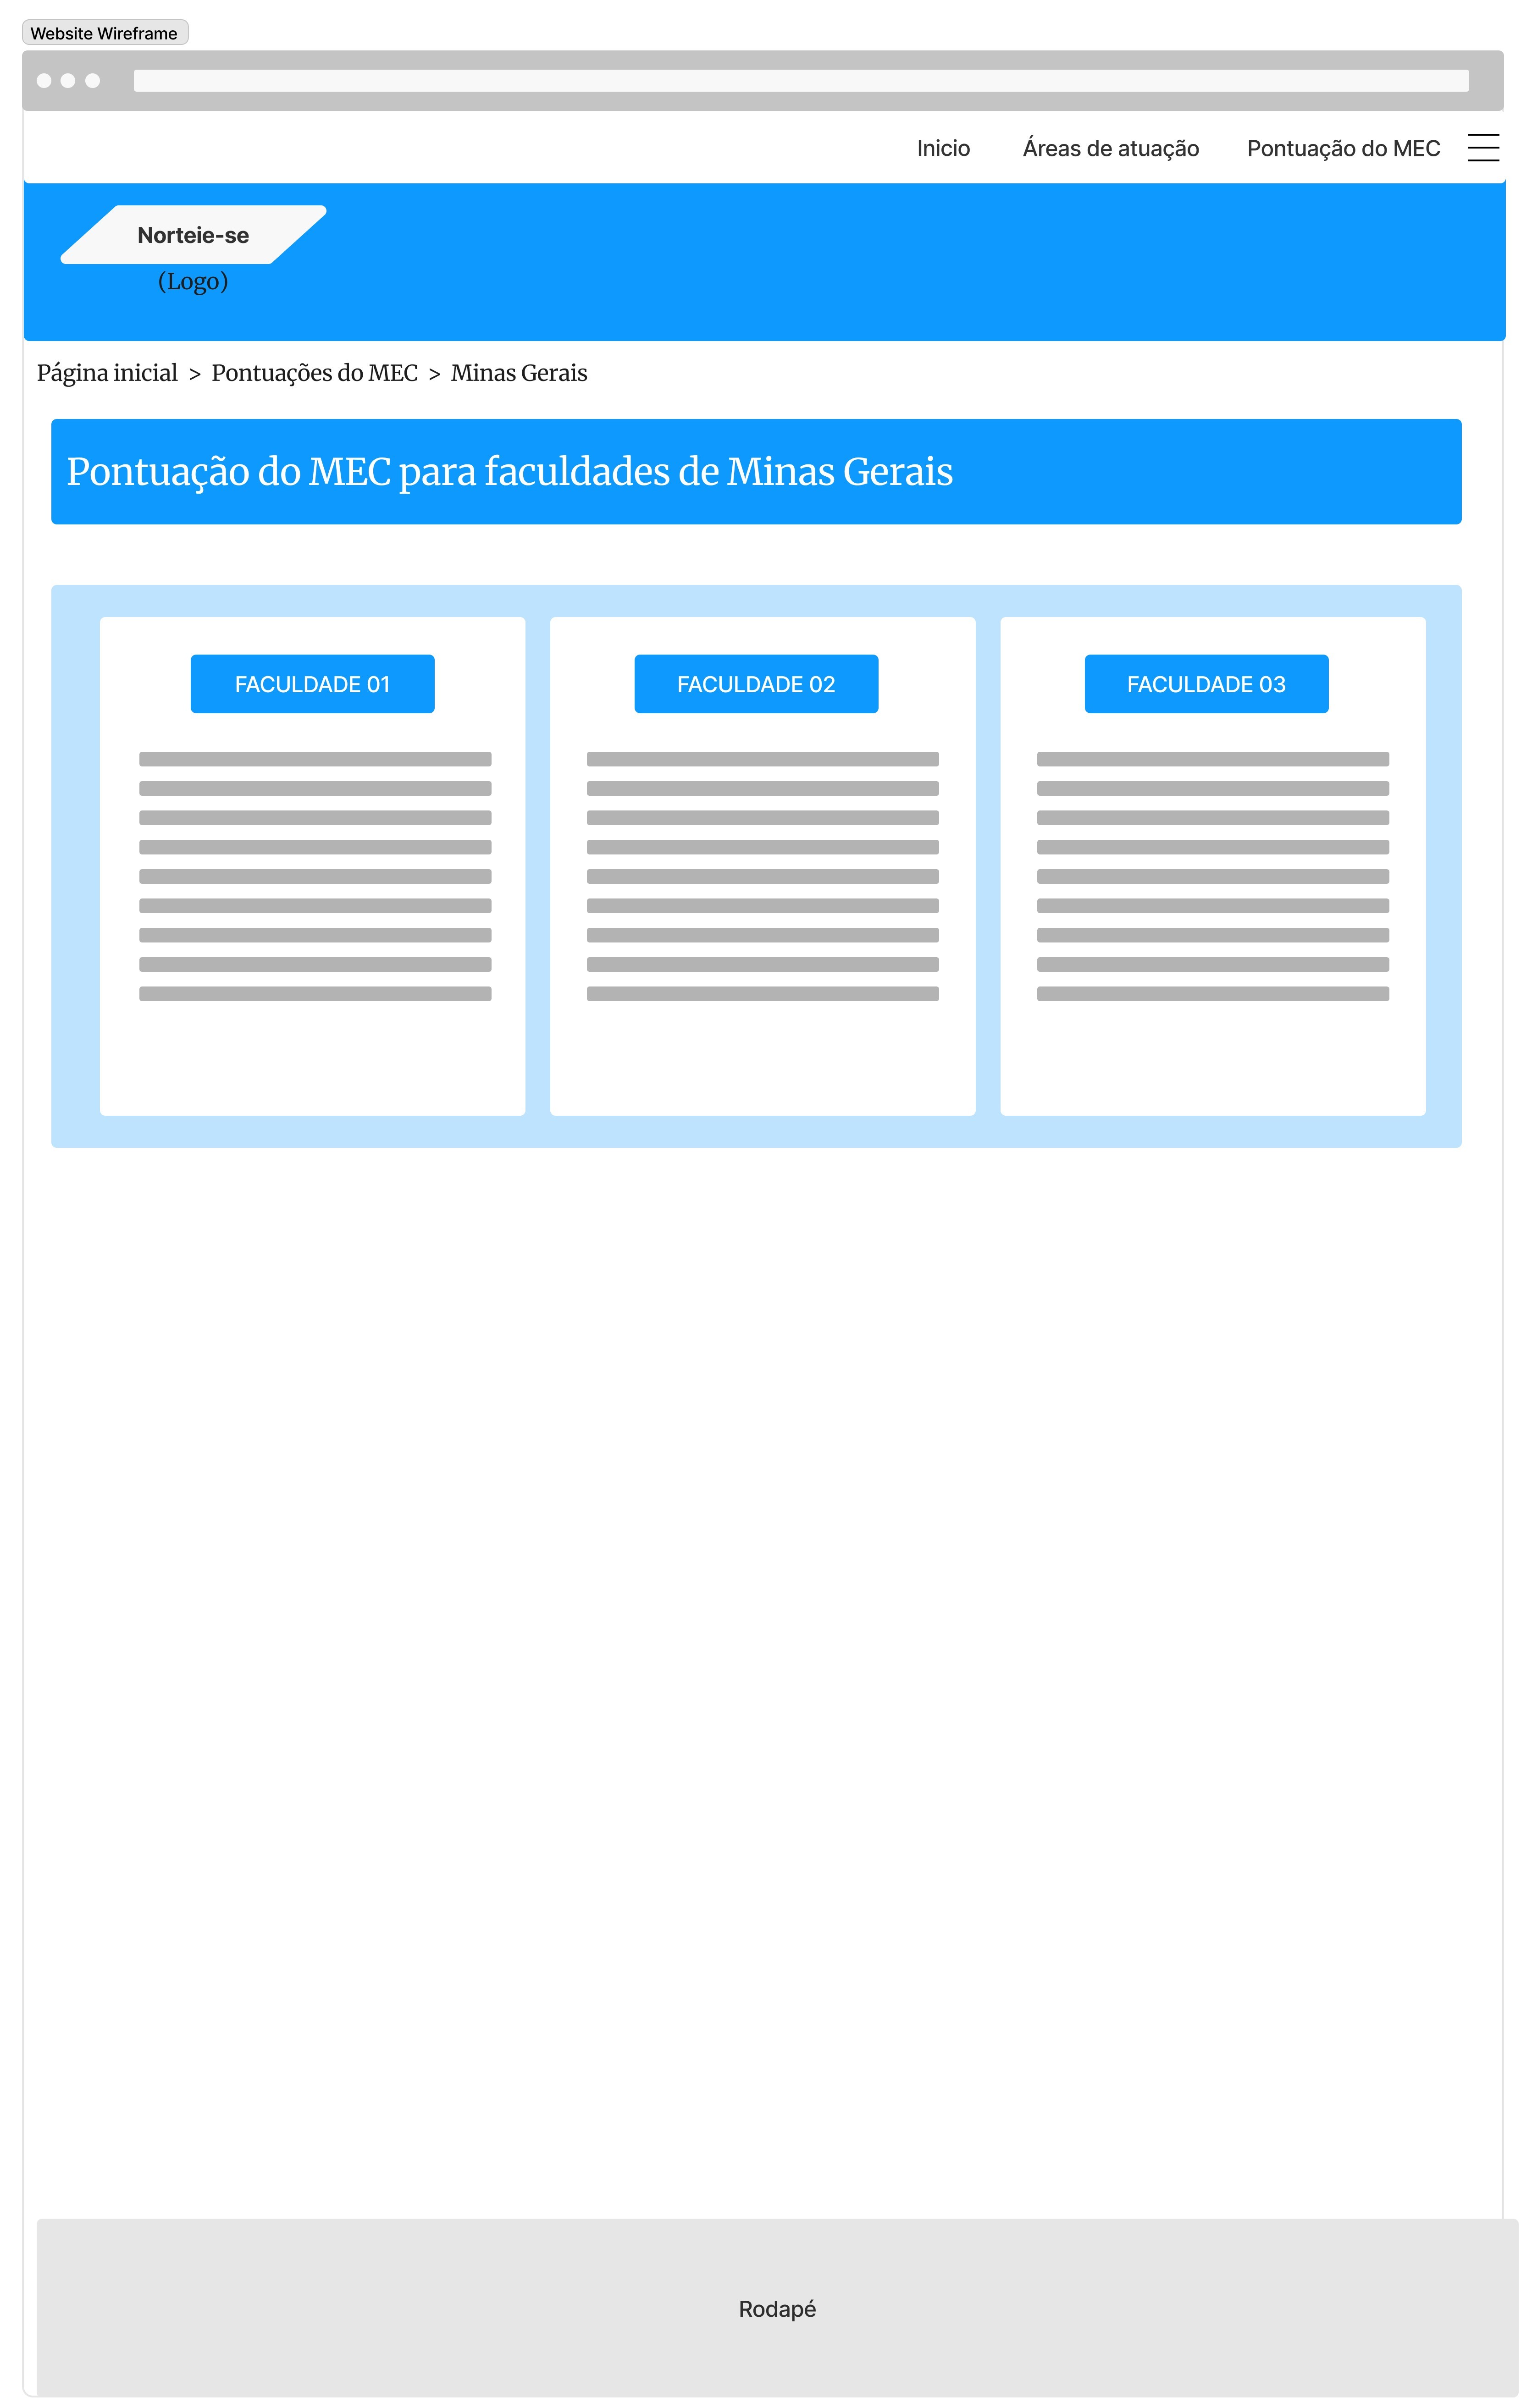 Website Wireframe
Inicio Áreas de atuação Pontuação do MEC
Norteie-se
(Logo)
Página inicial > Pontuações do MEC > Minas Gerais
Pontuação do MEC para faculdades de Minas Gerais
FACULDADE 01 FACULDADE 02 FACULDADE 03
Rodapé